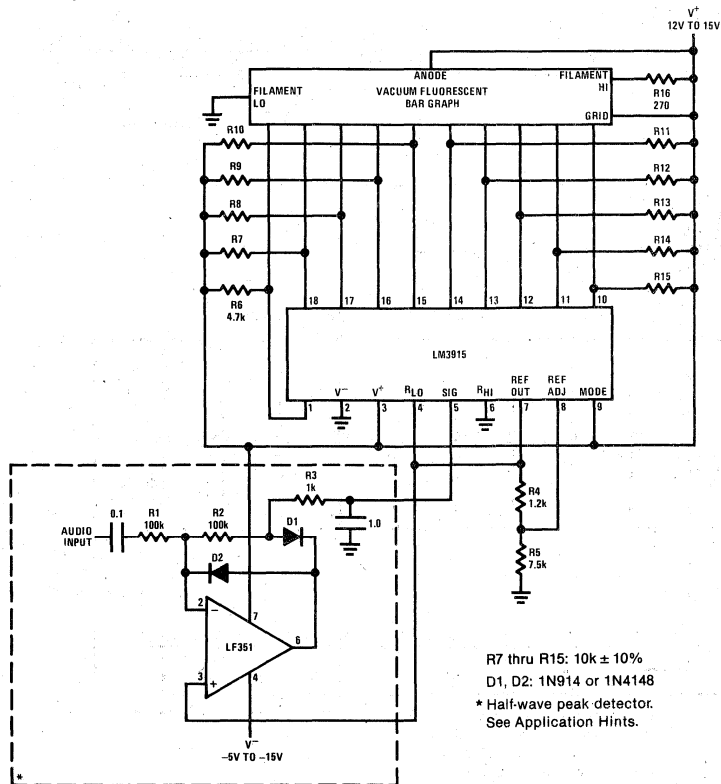 V+
12V TO 15V
ANODE
FILAMENT LO
VACUUM FLUORESCENT
BAR GRAPH
FILAMENT HI
GRID
R16
270
R10
R11
R9
R12
R8
R13
R7
R14
R6
4.7k
R15
18
17
16
15
14
13
12
11
10
LM3915
V−
V+
RLO
SIG
RHI
REF OUT
REF ADJ
MODE
1
2
3
4
5
6
7
8
9
R3
1k
R4
1.2k
R5
7.5k
AUDIO INPUT
0.1
R1
100k
R2
100k
D1
1.0
D2
2
−
7
LF351
6
3
+
4
V−
−5V TO −15V
R7 thru R15: 10k ± 10%
D1, D2: 1N914 or 1N4148
* Half-wave peak detector.
See Application Hints.
*